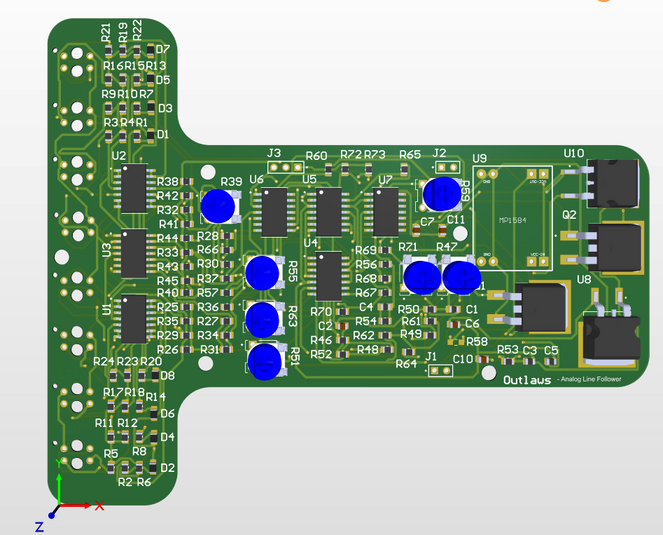 R21 R19 R22
D7
R16 R15 R13
D5
R9 R10 R7
D3
R3 R4 R1
D1
U2
R38
R42
R32
R41
R44
R33
R43
R45
R40
R25
R35
R29
R26
U3
U1
R39
R28
R66
R30
R37
R57
R36
R27
R34
R31
J3
R60
R72 R73
R65
J2
U6
U5
U7
U4
R55
R63
R51
R59
C7
C11
R69
R56
R68
R67
C4
R54
R62
R48
R70
C2
R46
R52
R71
R47
R50
R61
R49
R64
C1
C6
R58
C10
J1
R53 C3 C5
U9
MP1584
U10
Q2
U8
Outlaws - Analog Line Follower
R24 R23 R20
D8
R17 R18 R14
D6
R11 R12
D4
R5
R8
D2
R2 R6
Y
X
Z